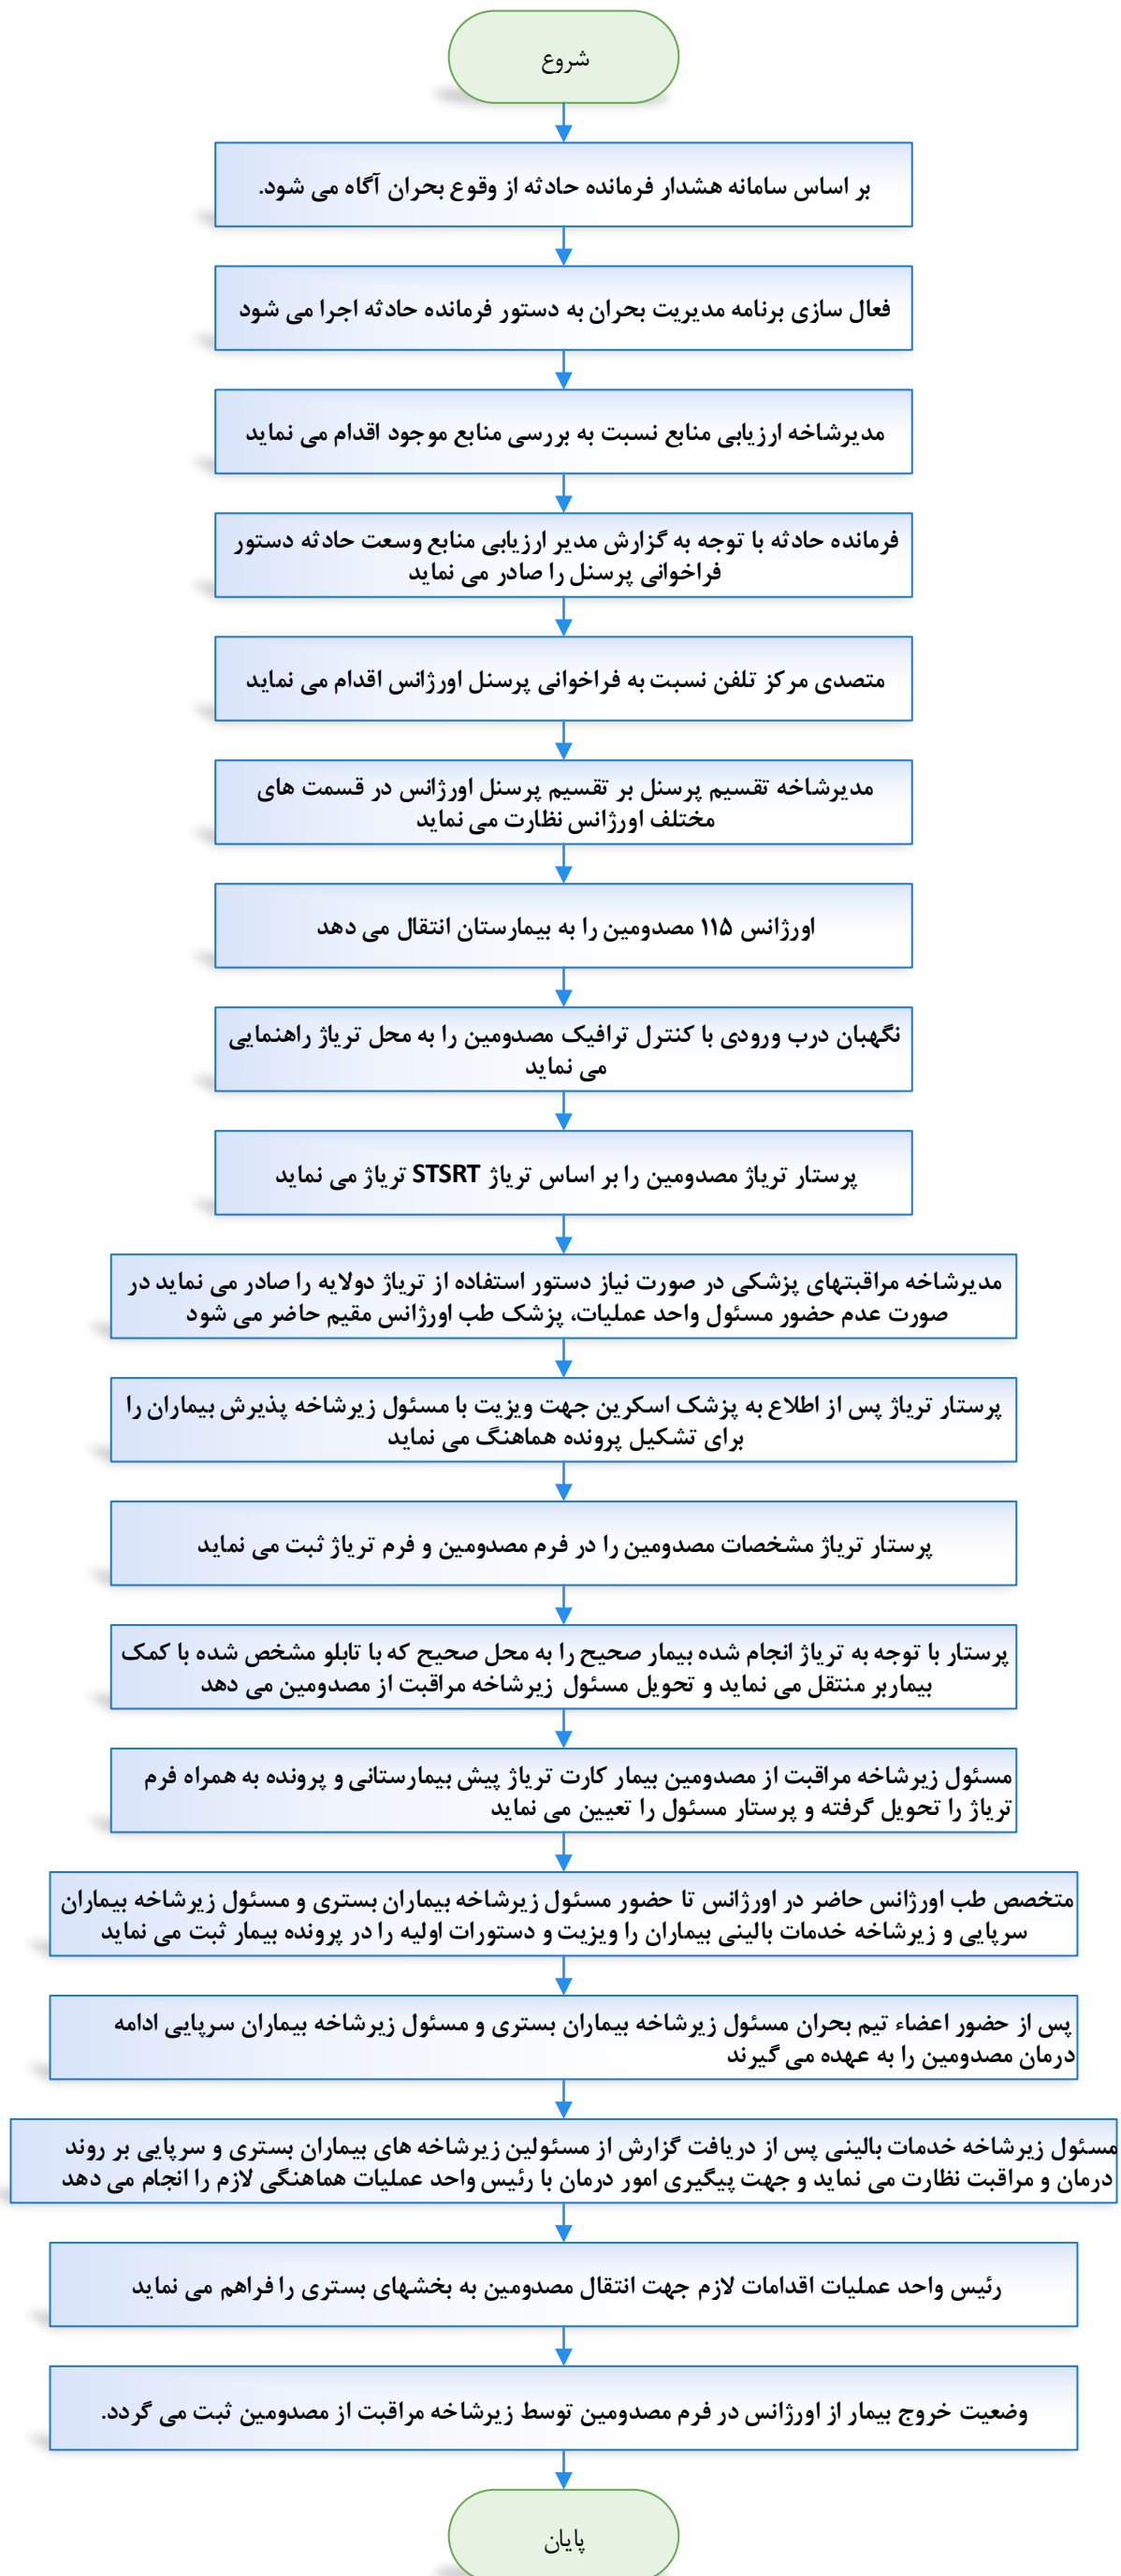 شروع
بر اساس سامانه هشدار فرمانده حادثه از وقوع بحران آگاه می شود.
فعال سازی برنامه مدیریت بحران به دستور فرمانده حادثه اجرا می شود
مدیرشاخه ارزیابی منابع نسبت به بررسی منابع موجود اقدام می نماید
فرمانده حادثه با توجه به گزارش مدیر ارزیابی منابع وسعت حادثه دستور
فراخوانی پرسنل را صادر می نماید
متصدی مرکز تلفن نسبت به فراخوانی پرسنل اورژانس اقدام می نماید
مدیرشاخه تقسیم پرسنل بر تقسیم پرسنل اورژانس در قسمت های
مختلف اورژانس نظارت می نماید
اورژانس ۱۱۵ مصدومین را به بیمارستان انتقال می دهد
نگهبان درب ورودی با کنترل ترافیک مصدومین را به محل تریاژ راهنمایی
می نماید
پرستار تریاژ مصدومین را بر اساس تریاژ STSRT تریاژ می نماید
مدیرشاخه مراقبتهای پزشکی در صورت نیاز دستور استفاده از تریاژ دولایه را صادر می نماید در
صورت عدم حضور مسئول واحد عملیات، پزشک طب اورژانس مقیم حاضر می شود
پرستار تریاژ پس از اطلاع به پزشک اسکرین جهت ویزیت با مسئول زیرشاخه پذیرش بیماران را
برای تشکیل پرونده هماهنگ می نماید
پرستار تریاژ مشخصات مصدومین را در فرم مصدومین و فرم تریاژ ثبت می نماید
پرستار با توجه به تریاژ انجام شده بیمار صحیح را به محل صحیح که با تابلو مشخص شده با کمک
بیماربر منتقل می نماید و تحویل مسئول زیرشاخه مراقبت از مصدومین می دهد
مسئول زیرشاخه مراقبت از مصدومین بیمار کارت تریاژ پیش بیمارستانی و پرونده به همراه فرم
تریاژ را تحویل گرفته و پرستار مسئول را تعیین می نماید
متخصص طب اورژانس حاضر در اورژانس تا حضور مسئول زیرشاخه بیماران بستری و مسئول زیرشاخه بیماران
سرپایی و زیرشاخه خدمات بالینی بیماران را ویزیت و دستورات اولیه را در پرونده بیمار ثبت می نماید
پس از حضور اعضاء تیم بحران مسئول زیرشاخه بیماران بستری و مسئول زیرشاخه بیماران سرپایی ادامه
درمان مصدومین را به عهده می گیرند
مسئول زیرشاخه خدمات بالینی پس از دریافت گزارش از مسئولین زیرشاخه های بیماران بستری و سرپایی بر روند
درمان و مراقبت نظارت می نماید و جهت پیگیری امور درمان با رئیس واحد عملیات هماهنگی لازم را انجام می دهد
رئیس واحد عملیات اقدامات لازم جهت انتقال مصدومین به بخشهای بستری را فراهم می نماید
وضعیت خروج بیمار از اورژانس در فرم مصدومین توسط زیرشاخه مراقبت از مصدومین ثبت می گردد.
پایان